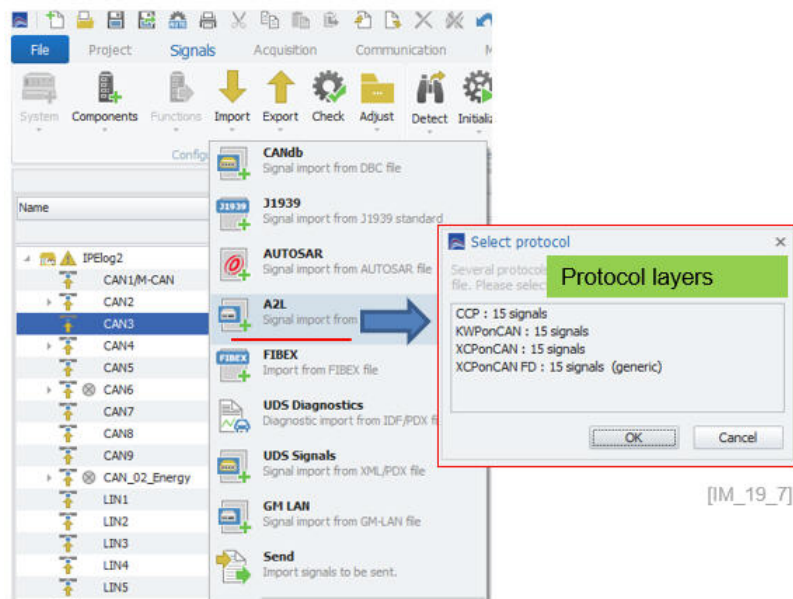 File Project Signals Acquisition Communication
System Components Functions Import Export Check Adjust Detect
Name
IPElog2
CAN1/M-CAN
CAN2
CAN3
CAN4
CAN5
CAN6
CAN7
CAN8
CAN9
CAN_02_Energy
LIN1
LIN2
LIN3
LIN4
LIN5
CANdb
Signal import from DBC file
J1939
Signal import from J1939 standard
AUTOSAR
Signal import from AUTOSAR file
A2L
Signal import from
FIBEX
Import from FIBEX file
UDS Diagnostics
Diagnostic import from IDF/PDX
UDS Signals
Signal import from XML/PDX file
GM LAN
Signal import from GM-LAN file
Send
Import signals to be sent.
Select protocol
Several protocols
file. Please select
Protocol layers
CCP : 15 signals
KWPonCAN : 15 signals
XCPonCAN : 15 signals
XCPonCAN FD : 15 signals (generic)
OK Cancel
[IM_19_7]